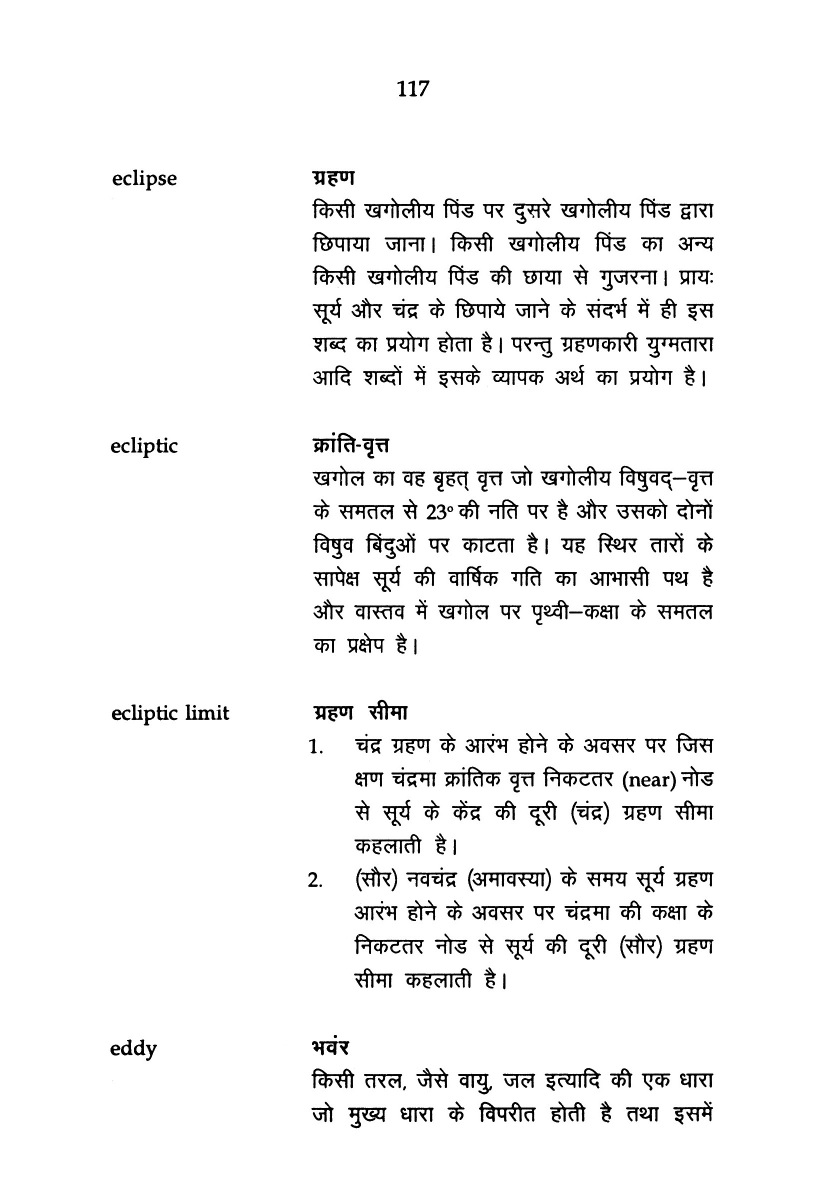 117
eclipse ग्रहण
किसी खगोलीय पिंड पर दुसरे खगोलीय पिंड द्वारा
छिपाया जाना। किसी खगोलीय पिंड का अन्य
किसी खगोलीय पिंड की छाया से गुजरना। प्रायः
सूर्य और चंद्र के छिपाये जाने के संदर्भ में ही इस
शब्द का प्रयोग होता है। परन्तु ग्रहणकारी युग्मतारा
आदि शब्दों में इसके व्यापक अर्थ का प्रयोग है।
ecliptic क्रांति-वृत्त
खगोल का वह बृहत् वृत्त जो खगोलीय विषुवद्–वृत्त
के समतल से 23° की नति पर है और उसको दोनों
विषुव बिंदुओं पर काटता है। यह स्थिर तारों के
सापेक्ष सूर्य की वार्षिक गति का आभासी पथ है
और वास्तव में खगोल पर पृथ्वी–कक्षा के समतल
का प्रक्षेप है।
ecliptic limit ग्रहण सीमा
1. चंद्र ग्रहण के आरंभ होने के अवसर पर जिस
क्षण चंद्रमा क्रांतिक वृत्त निकटतर (near) नोड
से सूर्य के केंद्र की दूरी (चंद्र) ग्रहण सीमा
कहलाती है।
2. (सौर) नवचंद्र (अमावस्या) के समय सूर्य ग्रहण
आरंभ होने के अवसर पर चंद्रमा की कक्षा के
निकटतर नोड से सूर्य की दूरी (सौर) ग्रहण
सीमा कहलाती है।
eddy भवंर
किसी तरल, जैसे वायु, जल इत्यादि की एक धारा
जो मुख्य धारा के विपरीत होती है तथा इसमें